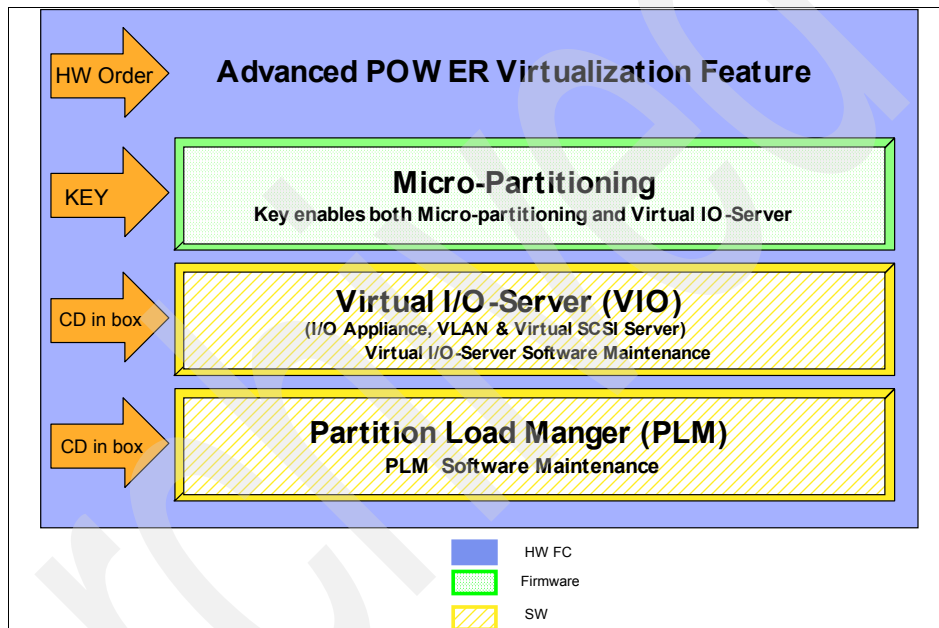 HW Order
Advanced POWER Virtualization Feature
KEY
Micro-Partitioning
Key enables both Micro-partitioning and Virtual IO-Server
CD in box
Virtual I/O-Server (VIO)
(I/O Appliance, VLAN & Virtual SCSI Server)
Virtual I/O-Server Software Maintenance
CD in box
Partition Load Manger (PLM)
PLM Software Maintenance
HW FC
Firmware
SW